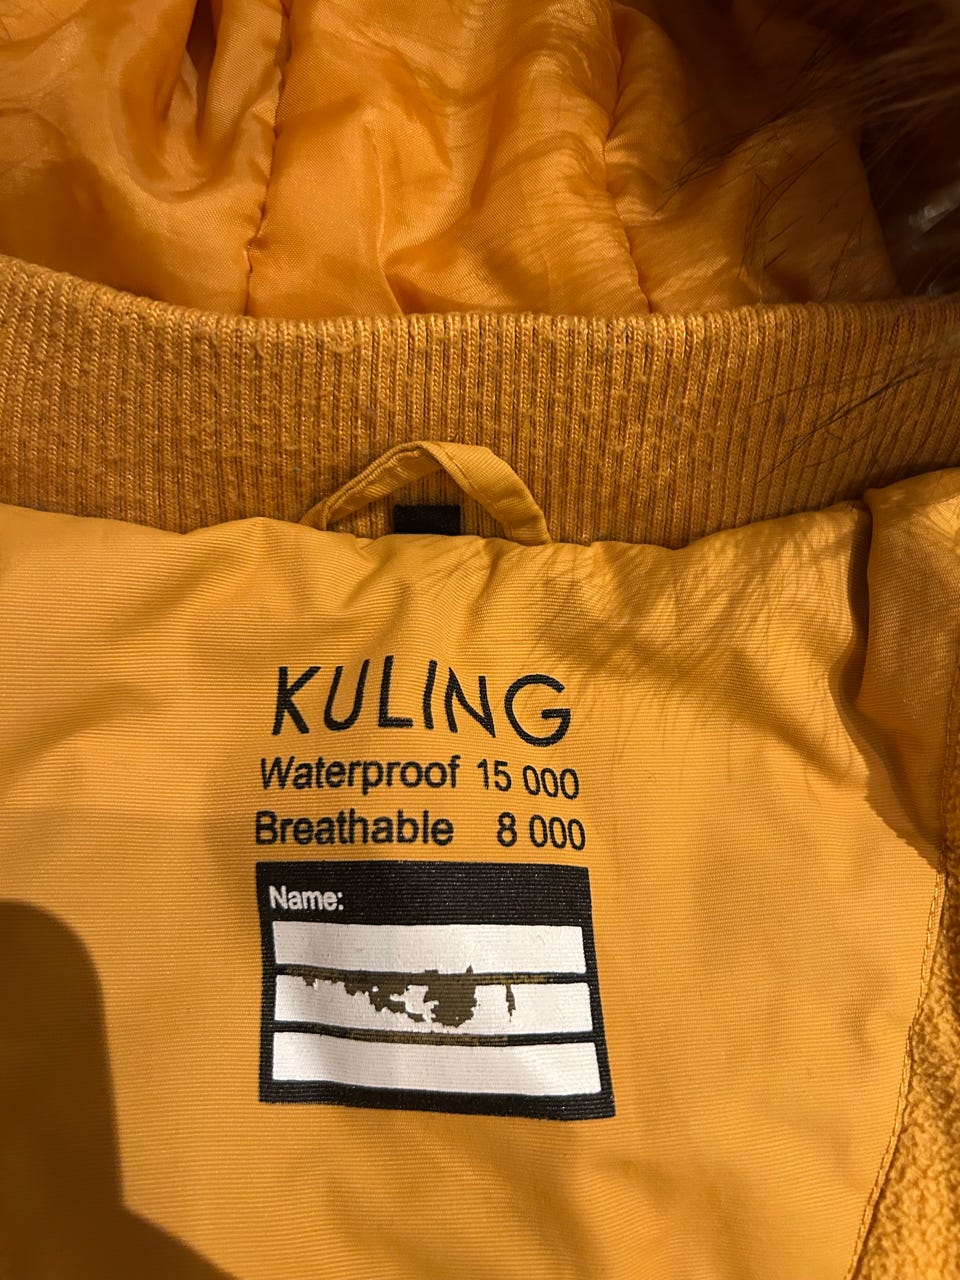 KULING
Waterproof 15 000
Breathable 8 000
Name: